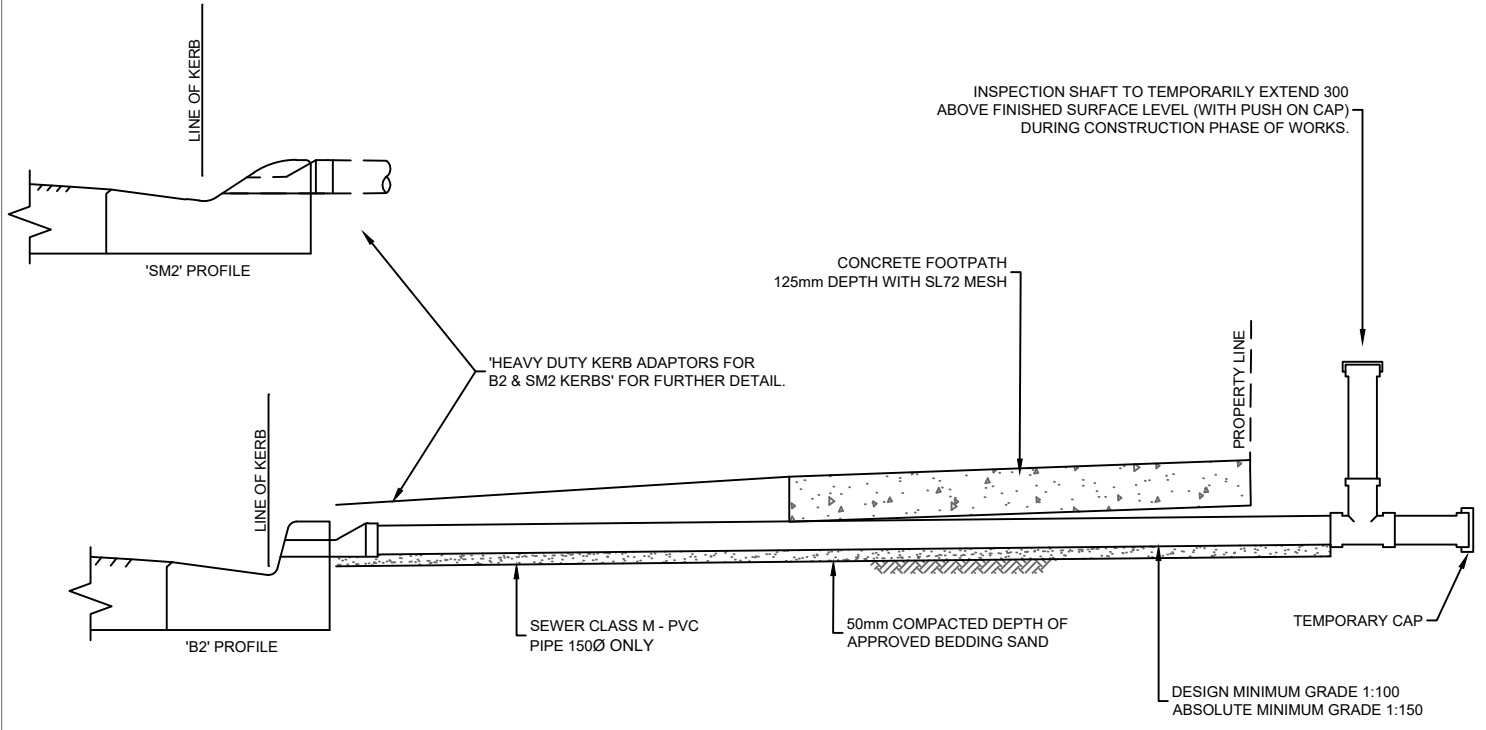 LINE OF KERB
INSPECTION SHAFT TO TEMPORARILY EXTEND 300
ABOVE FINISHED SURFACE LEVEL (WITH PUSH ON CAP)
DURING CONSTRUCTION PHASE OF WORKS.
'SM2' PROFILE
CONCRETE FOOTPATH
125mm DEPTH WITH SL72 MESH
PROPERTY LINE
'HEAVY DUTY KERB ADAPTORS FOR
B2 & SM2 KERBS' FOR FURTHER DETAIL.
LINE OF KERB
'B2' PROFILE
SEWER CLASS M - PVC
PIPE 150Ø ONLY
50mm COMPACTED DEPTH OF
APPROVED BEDDING SAND
TEMPORARY CAP
DESIGN MINIMUM GRADE 1:100
ABSOLUTE MINIMUM GRADE 1:150